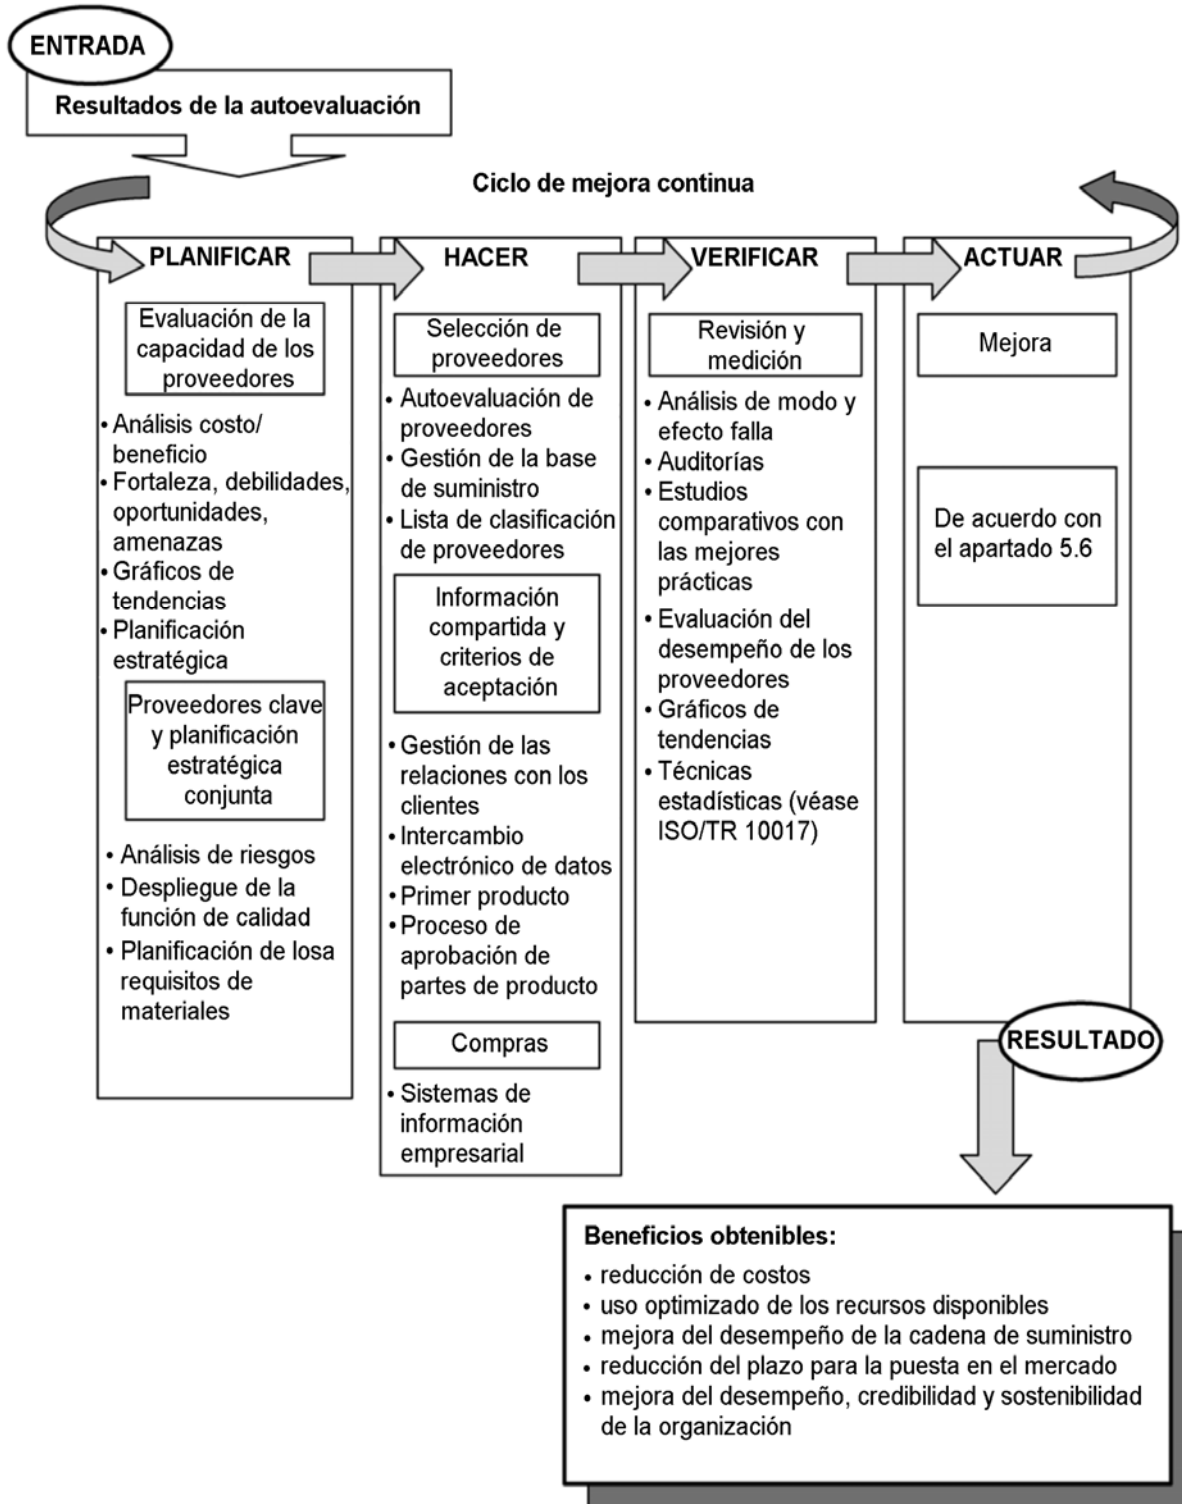 ENTRADA
Resultados de la autoevaluación
Ciclo de mejora continua
PLANIFICAR
Evaluación de la
capacidad de los
proveedores
• Análisis costo/
beneficio
• Fortaleza, debilidades,
oportunidades,
amenazas
• Gráficos de
tendencias
• Planificación
estratégica
Proveedores clave
y planificación
estratégica
conjunta
• Análisis de riesgos
• Despliegue de la
función de calidad
• Planificación de losa
requisitos de
materiales
HACER
Selección de
proveedores
• Autoevaluación de
proveedores
• Gestión de la base
de suministro
• Lista de clasificación
de proveedores
Información
compartida y
criterios de
aceptación
• Gestión de las
relaciones con los
clientes
• Intercambio
electrónico de datos
• Primer producto
• Proceso de
aprobación de
partes de producto
Compras
• Sistemas de
información
empresarial
VERIFICAR
Revisión y
medición
• Análisis de modo y
efecto falla
• Auditorías
• Estudios
comparativos con
las mejores
prácticas
• Evaluación del
desempeño de los
proveedores
• Gráficos de
tendencias
• Técnicas
estadísticas (véase
ISO/TR 10017)
ACTUAR
Mejora
De acuerdo con
el apartado 5.6
RESULTADO
Beneficios obtenibles:
• reducción de costos
• uso optimizado de los recursos disponibles
• mejora del desempeño de la cadena de suministro
• reducción del plazo para la puesta en el mercado
• mejora del desempeño, credibilidad y sostenibilidad
de la organización